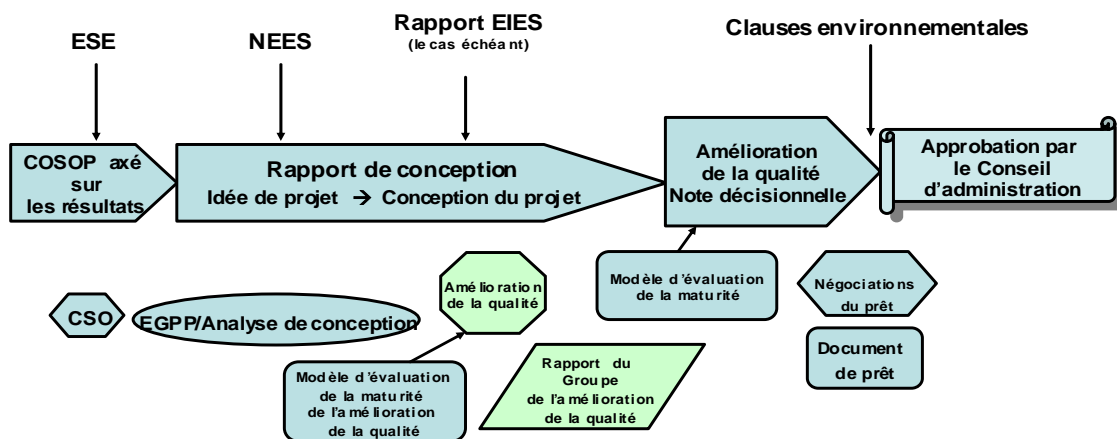 ESE
NEES
Rapport EIES
(le cas échéant)
Clauses environnementales
COSOP axé
sur
les résultats
Rapport de conception
Idée de projet → Conception du projet
Amélioration
de la qualité
Note décisionnelle
Approbation par
le Conseil
d'administration
CSO
EGPP/Analyse de conception
Amélioration
de la qualité
Modèle d'évaluation
de la maturité
Négociations
du prêt
Modèle d'évaluation
de la maturité
de l'amélioration
de la qualité
Rapport du
Groupe
de l'amélioration
de la qualité
Document
de prêt